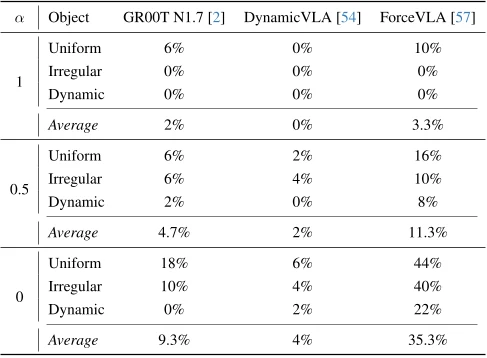 α Object GR00T N1.7 [2] DynamicVLA [54] ForceVLA [57]
Uniform 6% 0% 10%
Irregular 0% 0% 0%
1
Dynamic 0% 0% 0%
Average 2% 0% 3.3%
Uniform 6% 2% 16%
Irregular 6% 4% 10%
0.5
Dynamic 2% 0% 8%
Average 4.7% 2% 11.3%
Uniform 18% 6% 44%
Irregular 10% 4% 40%
0
Dynamic 0% 2% 22%
Average 9.3% 4% 35.3%